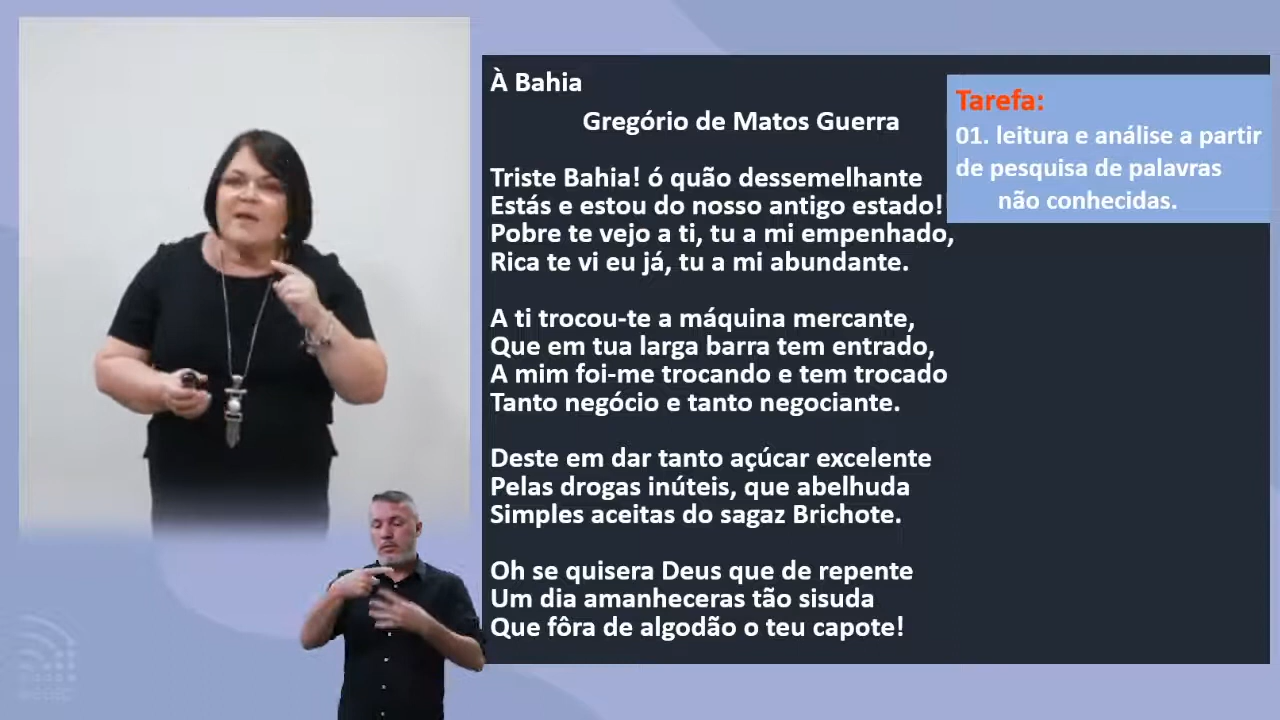 À Bahia
Gregório de Matos Guerra
Triste Bahia! ó quão dessemelhante
Estás e estou do nosso antigo estado!
Pobre te vejo a ti, tu a mi empenhado,
Rica te vi eu já, tu a mi abundante.
A ti trocou-te a máquina mercante,
Que em tua larga barra tem entrado,
A mim foi-me trocando e tem trocado
Tanto negócio e tanto negociante.
Deste em dar tanto açúcar excelente
Pelas drogas inúteis, que abelhuda
Simples aceitas do sagaz Brichote.
Oh se quisera Deus que de repente
Um dia amanheceras tão sisuda
Que fôra de algodão o teu capote!
Tarefa:
01. leitura e análise a partir
de pesquisa de palavras
não conhecidas.